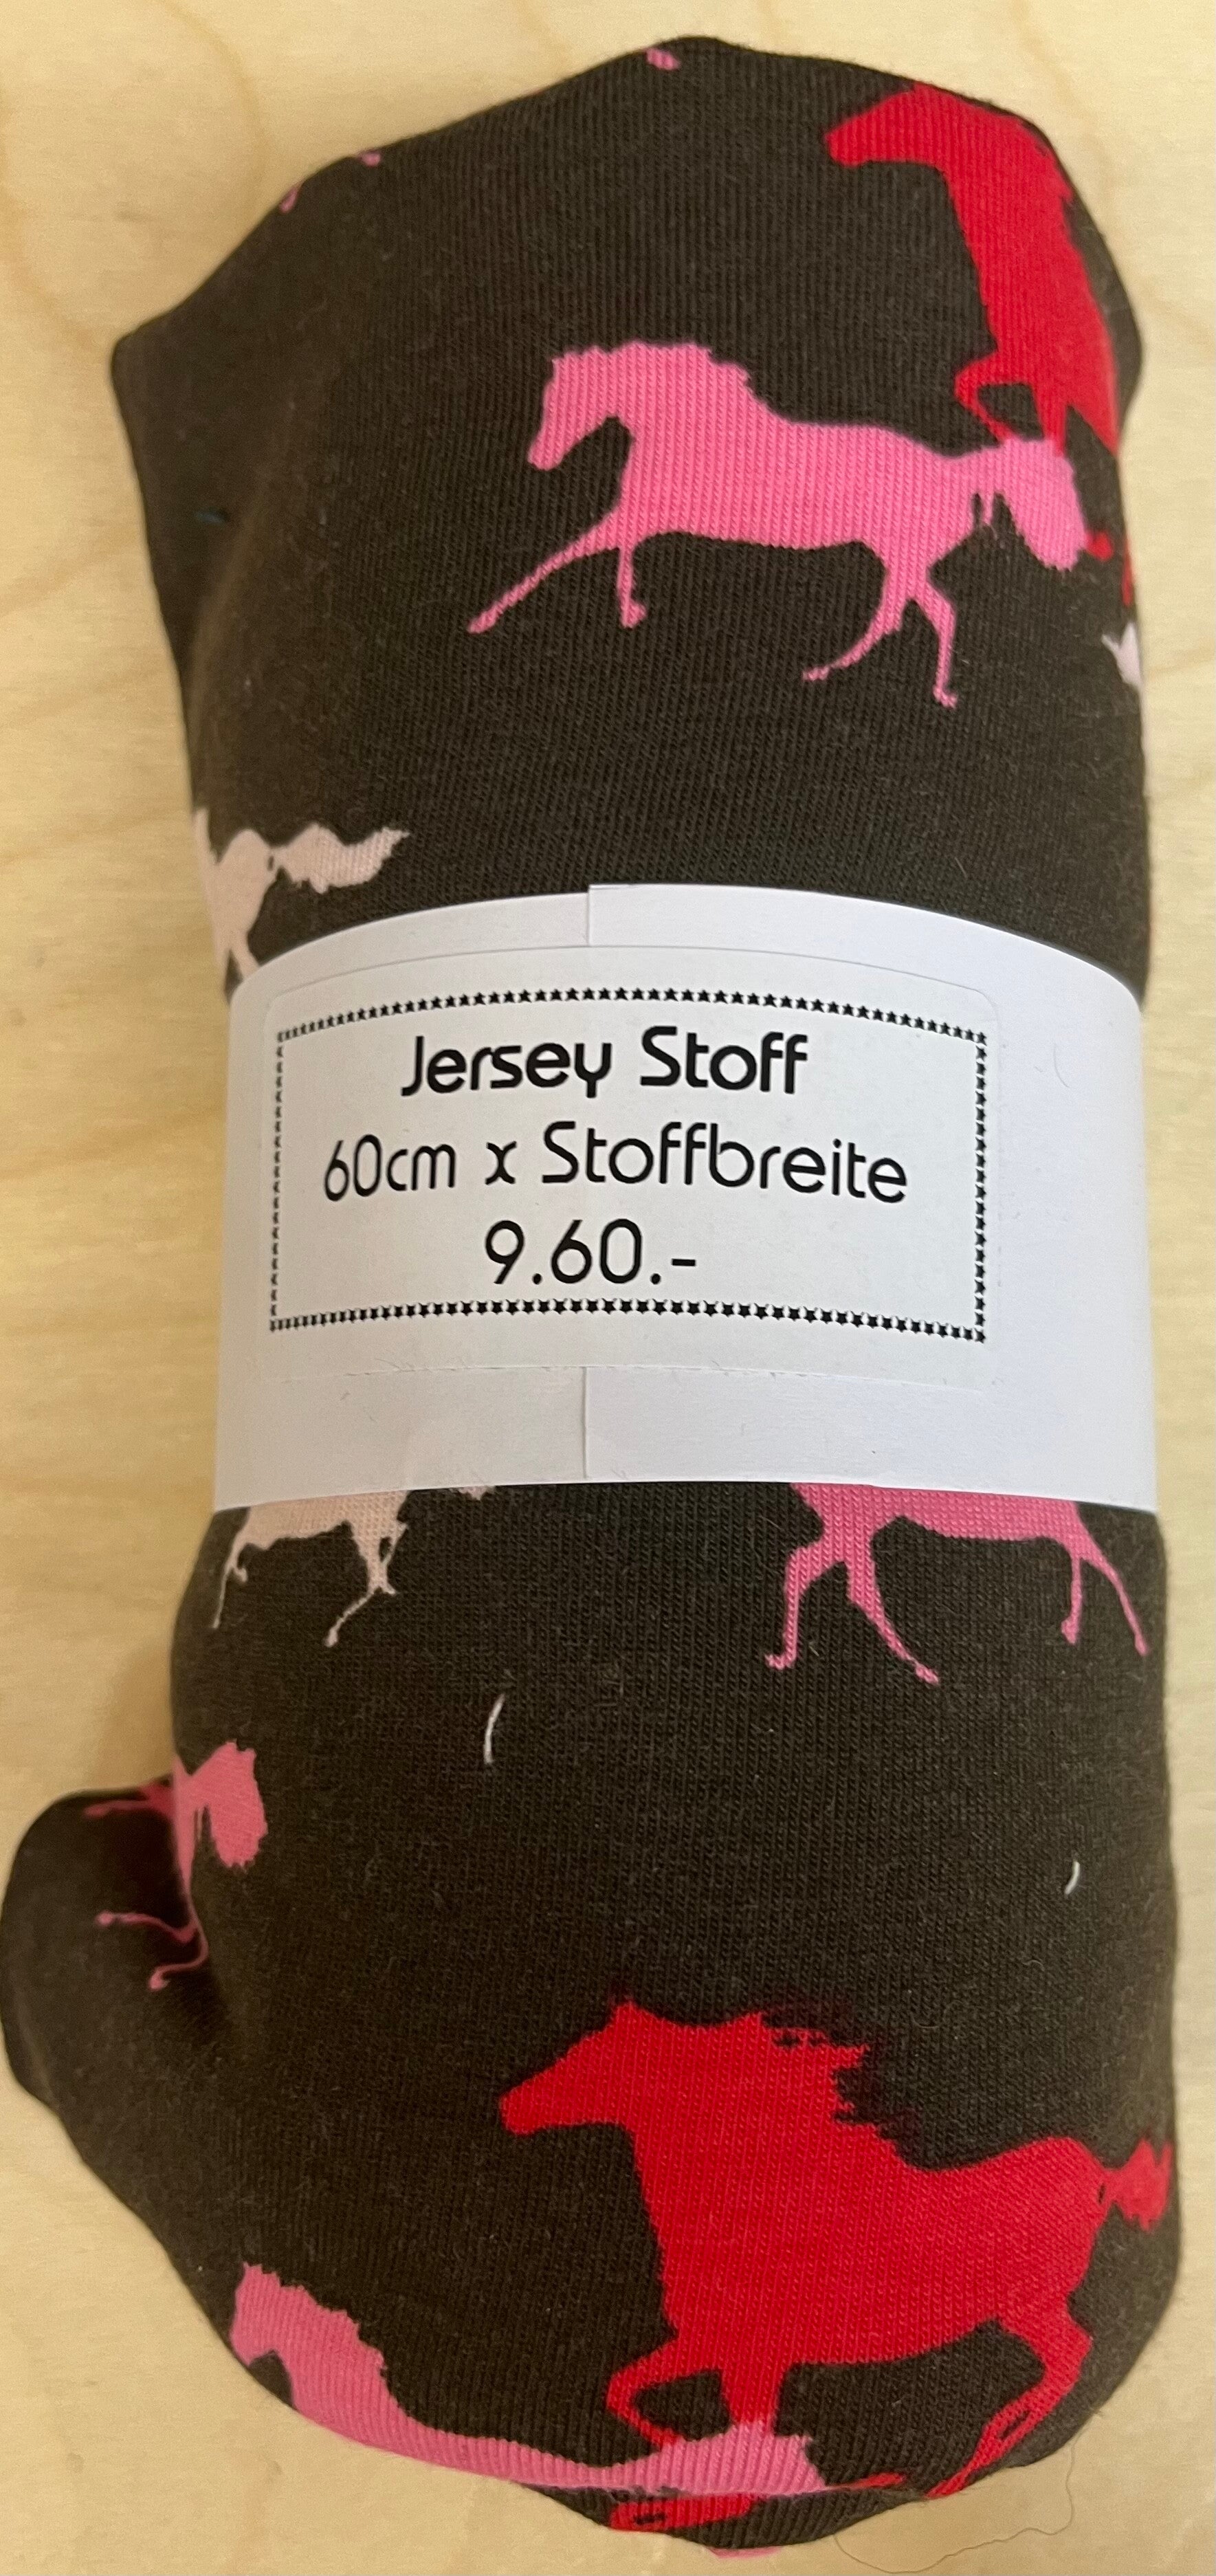 Jersey Stoff
60cm x Stoffbreite
9.60.-